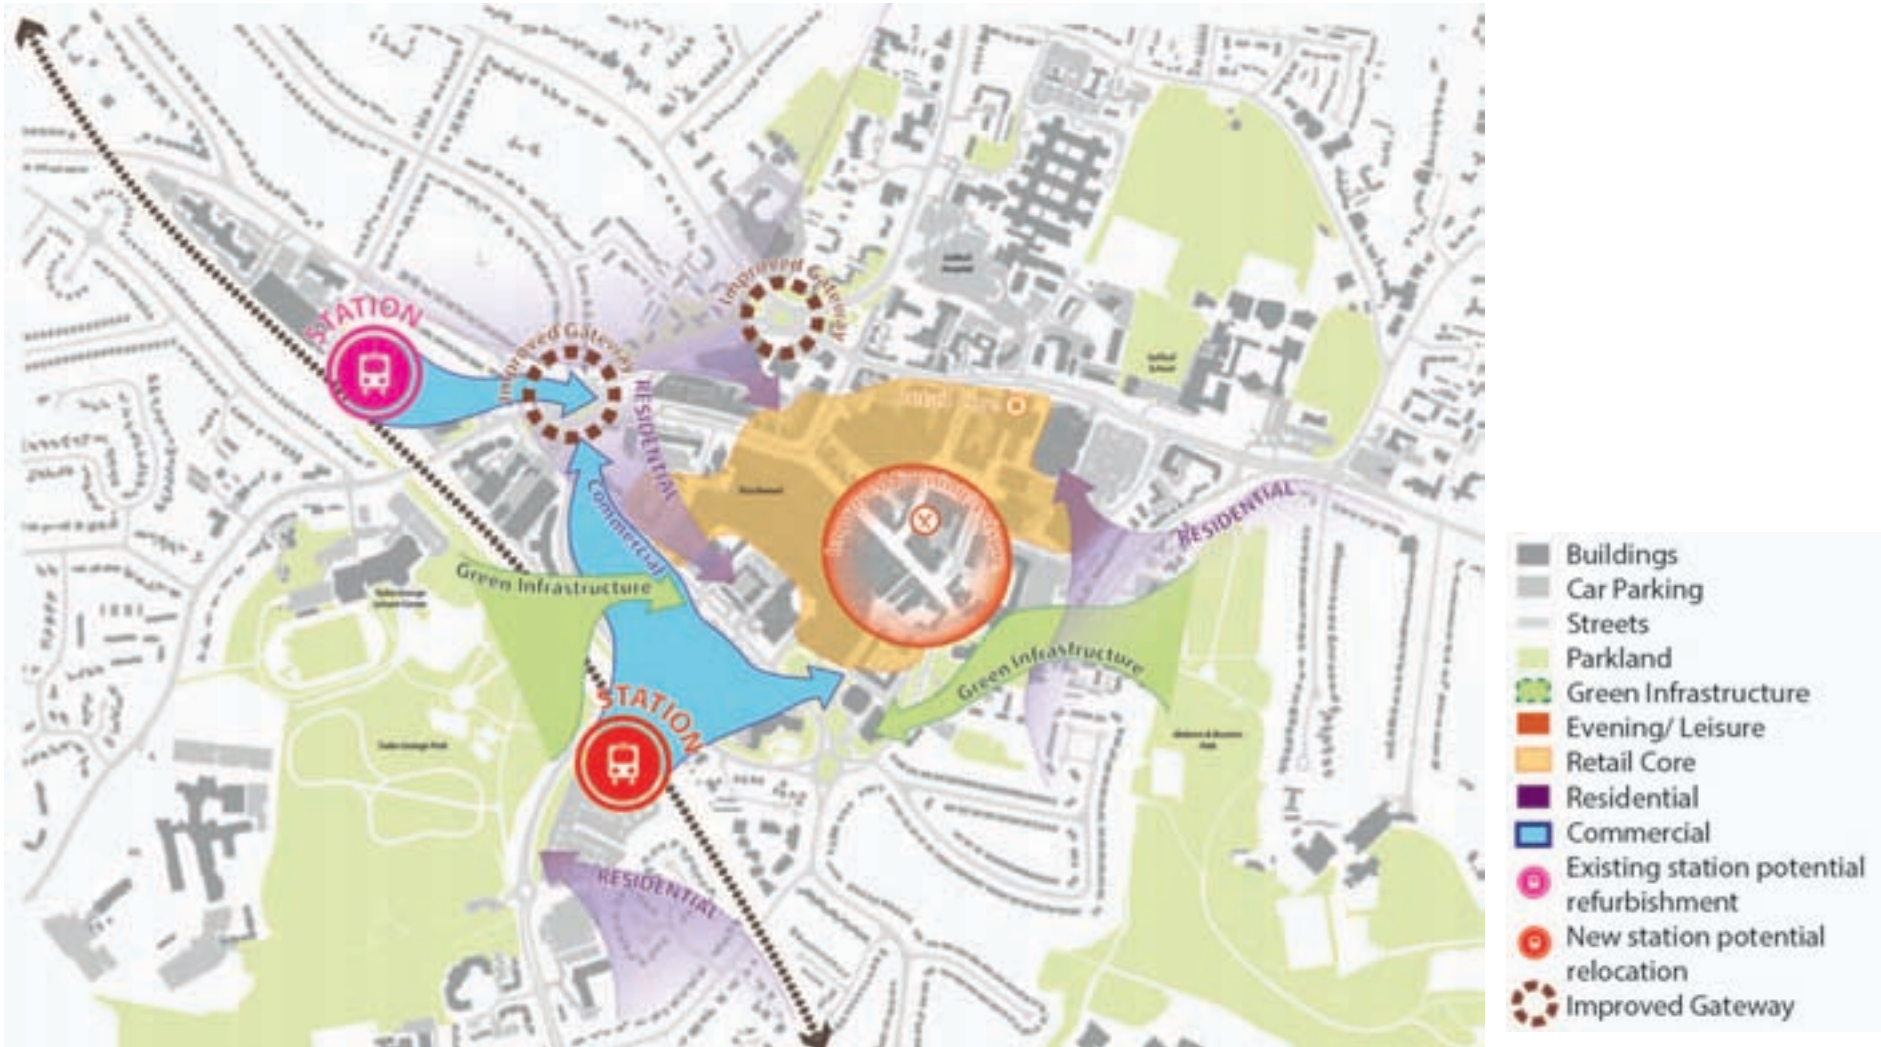 STATION
Improved Gateway
Improved Gateway
RESIDENTIAL
Commercial
RESIDENTIAL
Green Infrastructure
Green Infrastructure
STATION
RESIDENTIAL
Buildings
Car Parking
Streets
Parkland
Green Infrastructure
Evening/ Leisure
Retail Core
Residential
Commercial
Existing station potential
refurbishment
New station potential
relocation
Improved Gateway